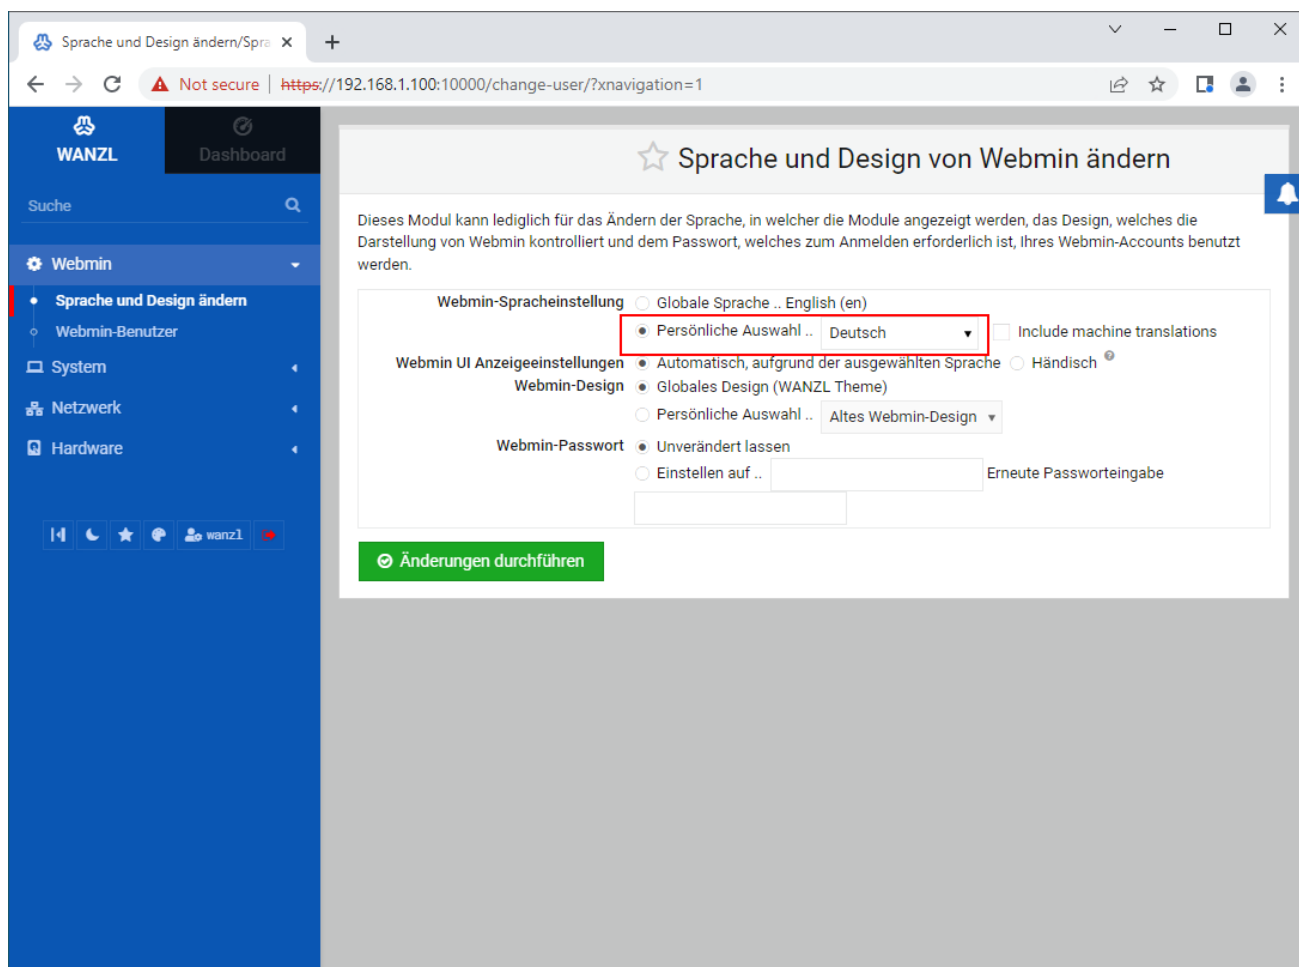 Sprache und Design ändern/Spra
Not secure | https://192.168.1.100:10000/change-user/?xnavigation=1
WANZL
Dashboard
Suche
Webmin
Sprache und Design ändern
Webmin-Benutzer
System
Netzwerk
Hardware
wanzl
Sprache und Design von Webmin ändern
Dieses Modul kann lediglich für das Ändern der Sprache, in welcher die Module angezeigt werden, das Design, welches die
Darstellung von Webmin kontrolliert und dem Passwort, welches zum Anmelden erforderlich ist, Ihres Webmin-Accounts benutzt
werden.
Webmin-Spracheinstellung Globale Sprache .. English (en)
Persönliche Auswahl .. Deutsch Include machine translations
Webmin UI Anzeigeeinstellungen Automatisch, aufgrund der ausgewählten Sprache Händisch
Webmin-Design Globales Design (WANZL Theme)
Persönliche Auswahl .. Altes Webmin-Design
Webmin-Passwort Unverändert lassen
Einstellen auf .. Erneute Passworteingabe
Änderungen durchführen